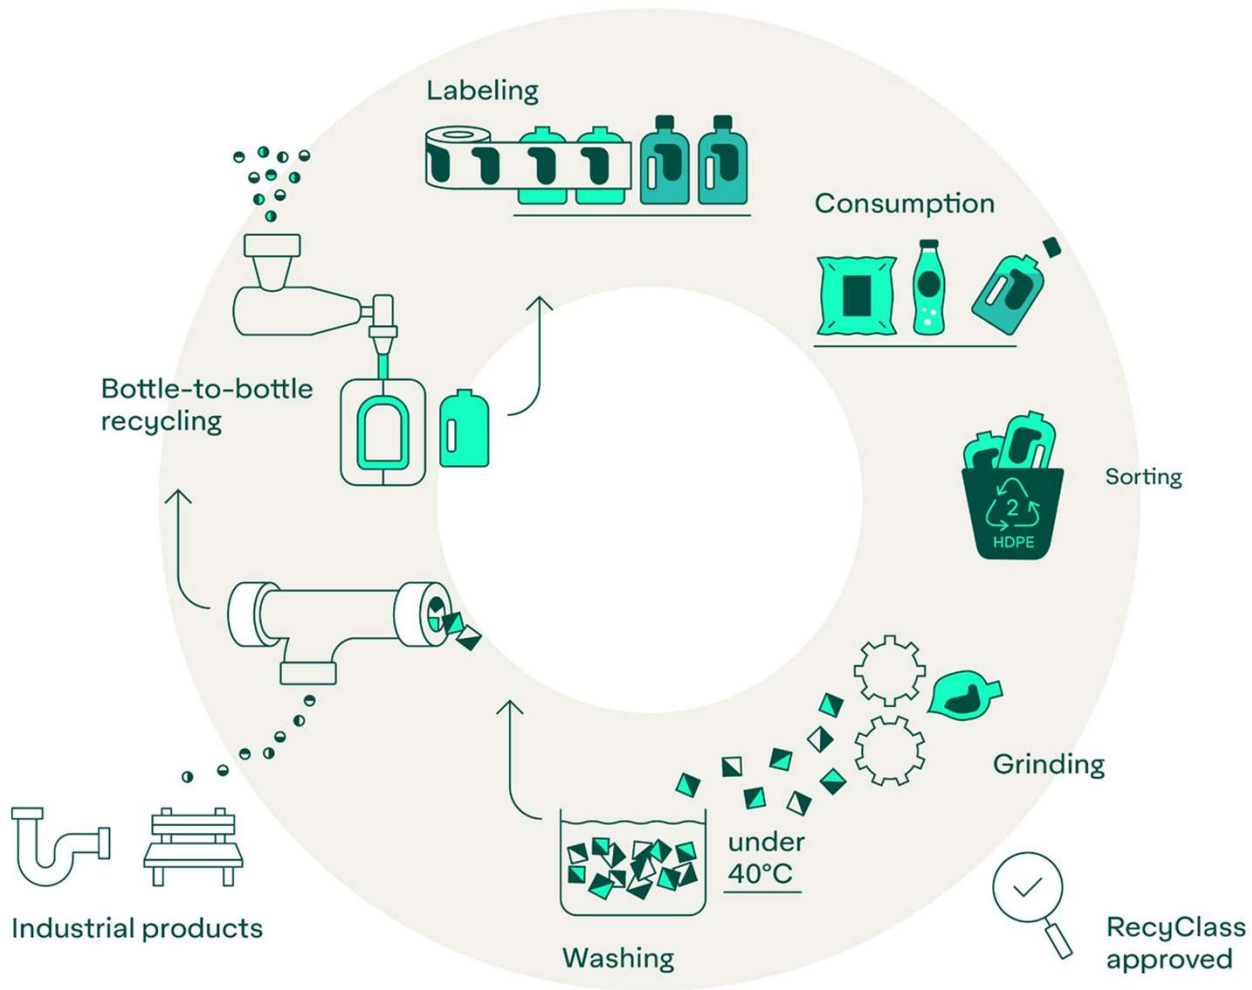 Labeling
Consumption
Bottle-to-bottle
recycling
Sorting
2
HDPE
Grinding
under
40°C
Industrial products
Washing
RecyClass
approved